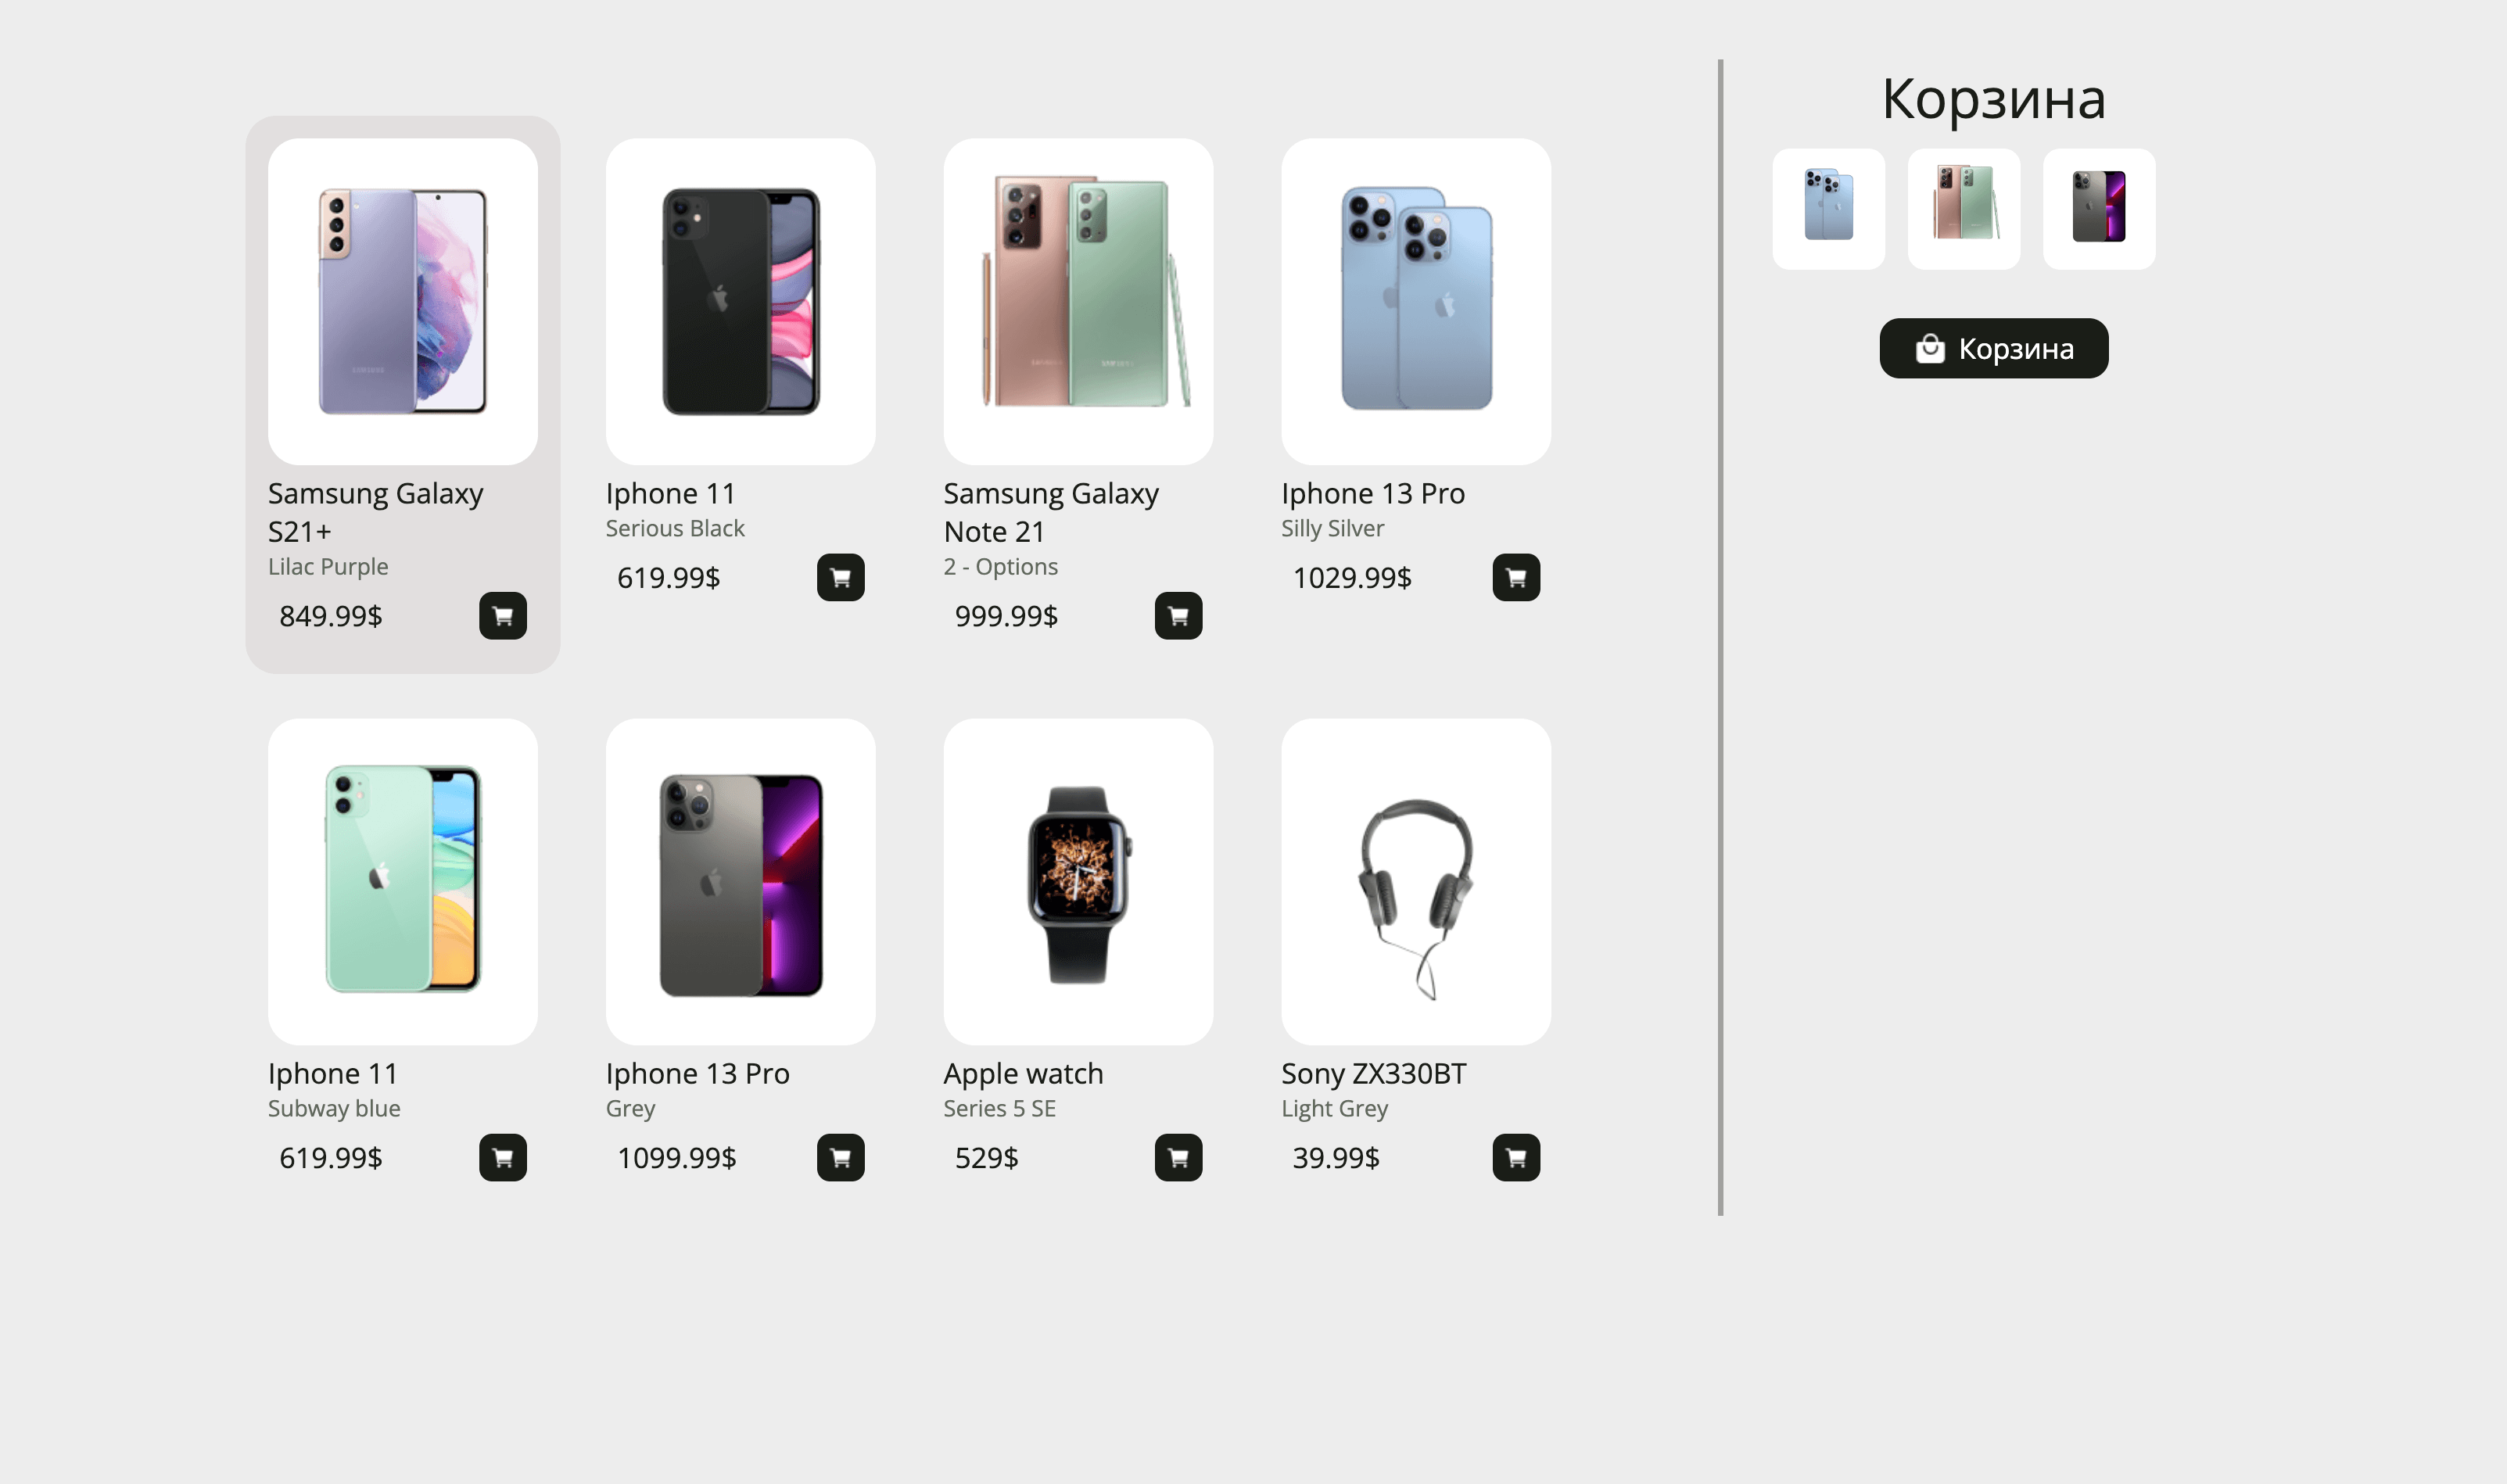 Корзина
Samsung Galaxy
S21+
Lilac Purple
849.99$
Iphone 11
Serious Black
619.99$
Samsung Galaxy
Note 21
2 - Options
999.99$
Iphone 13 Pro
Silly Silver
1029.99$
Корзина
Iphone 11
Subway blue
619.99$
Iphone 13 Pro
Grey
1099.99$
Apple watch
Series 5 SE
529$
Sony ZX330BT
Light Grey
39.99$